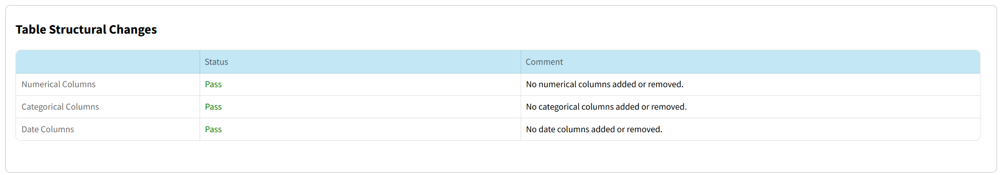 Table Structural Changes
Status Comment
Numerical Columns Pass No numerical columns added or removed.
Categorical Columns Pass No categorical columns added or removed.
Date Columns Pass No date columns added or removed.